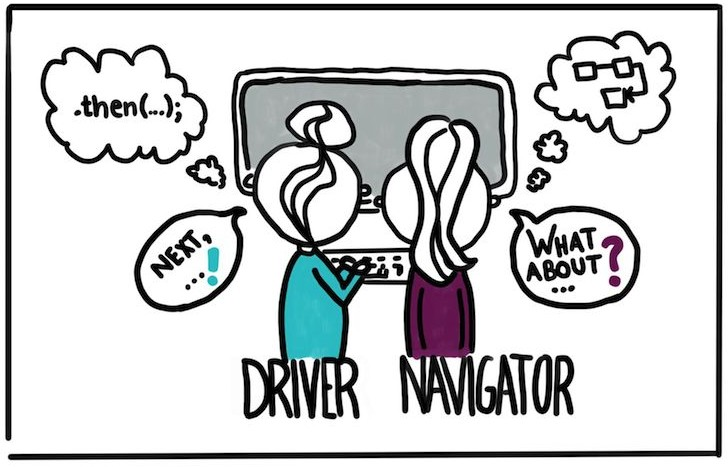 .then(...);
NEXT,
...!
WHAT
ABOUT?
...
DRIVER NAVIGATOR